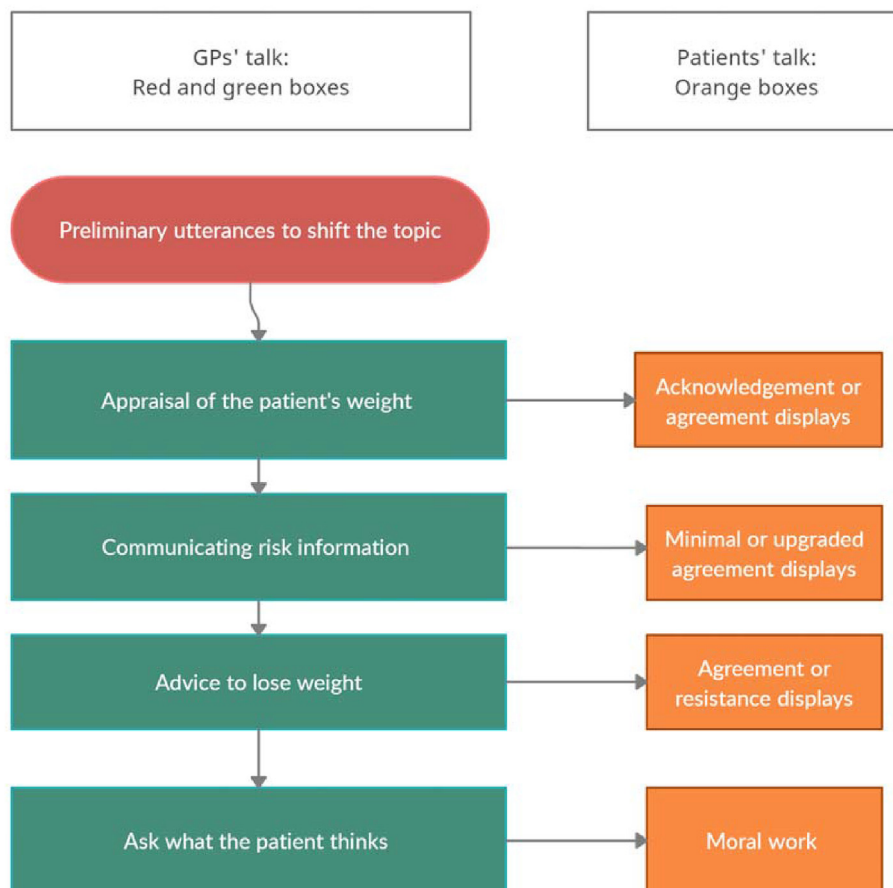 GPs' talk:
Red and green boxes
Patients' talk:
Orange boxes
Preliminary utterances to shift the topic
Appraisal of the patient's weight
Acknowledgement or
agreement displays
Communicating risk information
Minimal or upgraded
agreement displays
Advice to lose weight
Agreement or
resistance displays
Ask what the patient thinks
Moral work